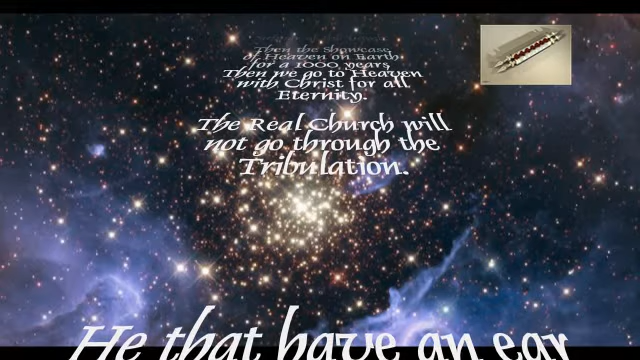 Then the Showcase
of Heaven on Earth
for a 1000 years
Then we go to Heaven
with Christ for all
Eternity.
The Real Church will
not go through the
Tribulation.
He that have an ear